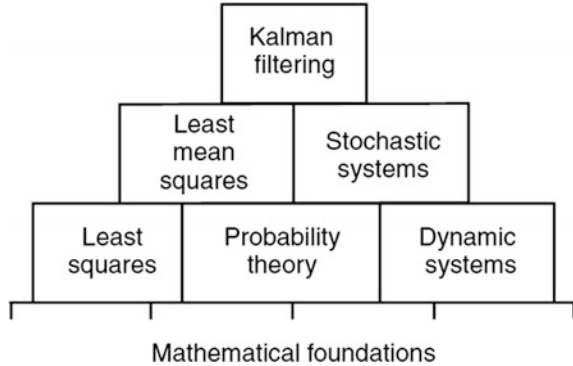 Kalman
filtering
Least
mean
squares
Stochastic
systems
Least
squares
Probability
theory
Dynamic
systems
Mathematical foundations